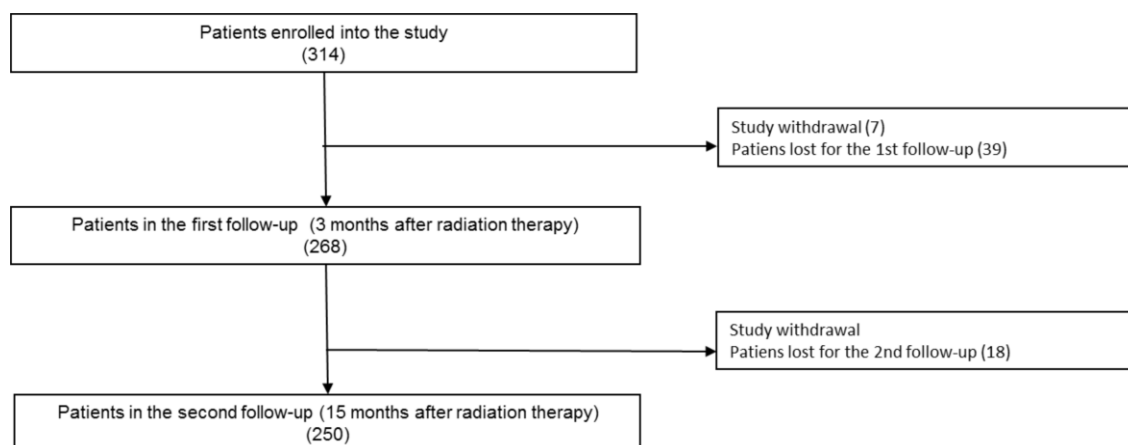 Patients enrolled into the study
(314)
Study withdrawal (7)
Patiens lost for the 1st follow-up (39)
Patients in the first follow-up (3 months after radiation therapy)
(268)
Study withdrawal
Patiens lost for the 2nd follow-up (18)
Patients in the second follow-up (15 months after radiation therapy)
(250)